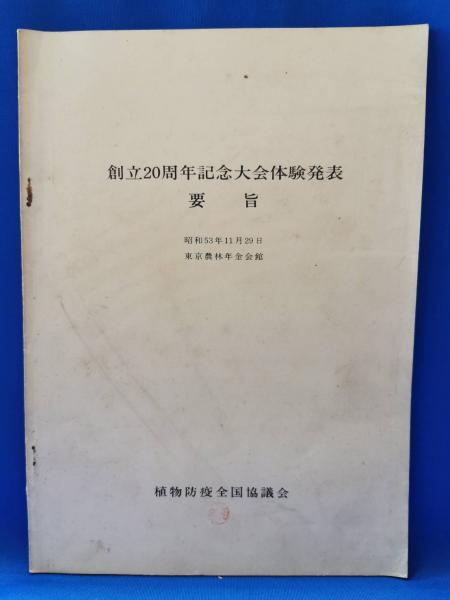 創立20周年記念大会体験発表
要旨
昭和53年11月29日
東京農林年金会館
植物防疫全国協議会